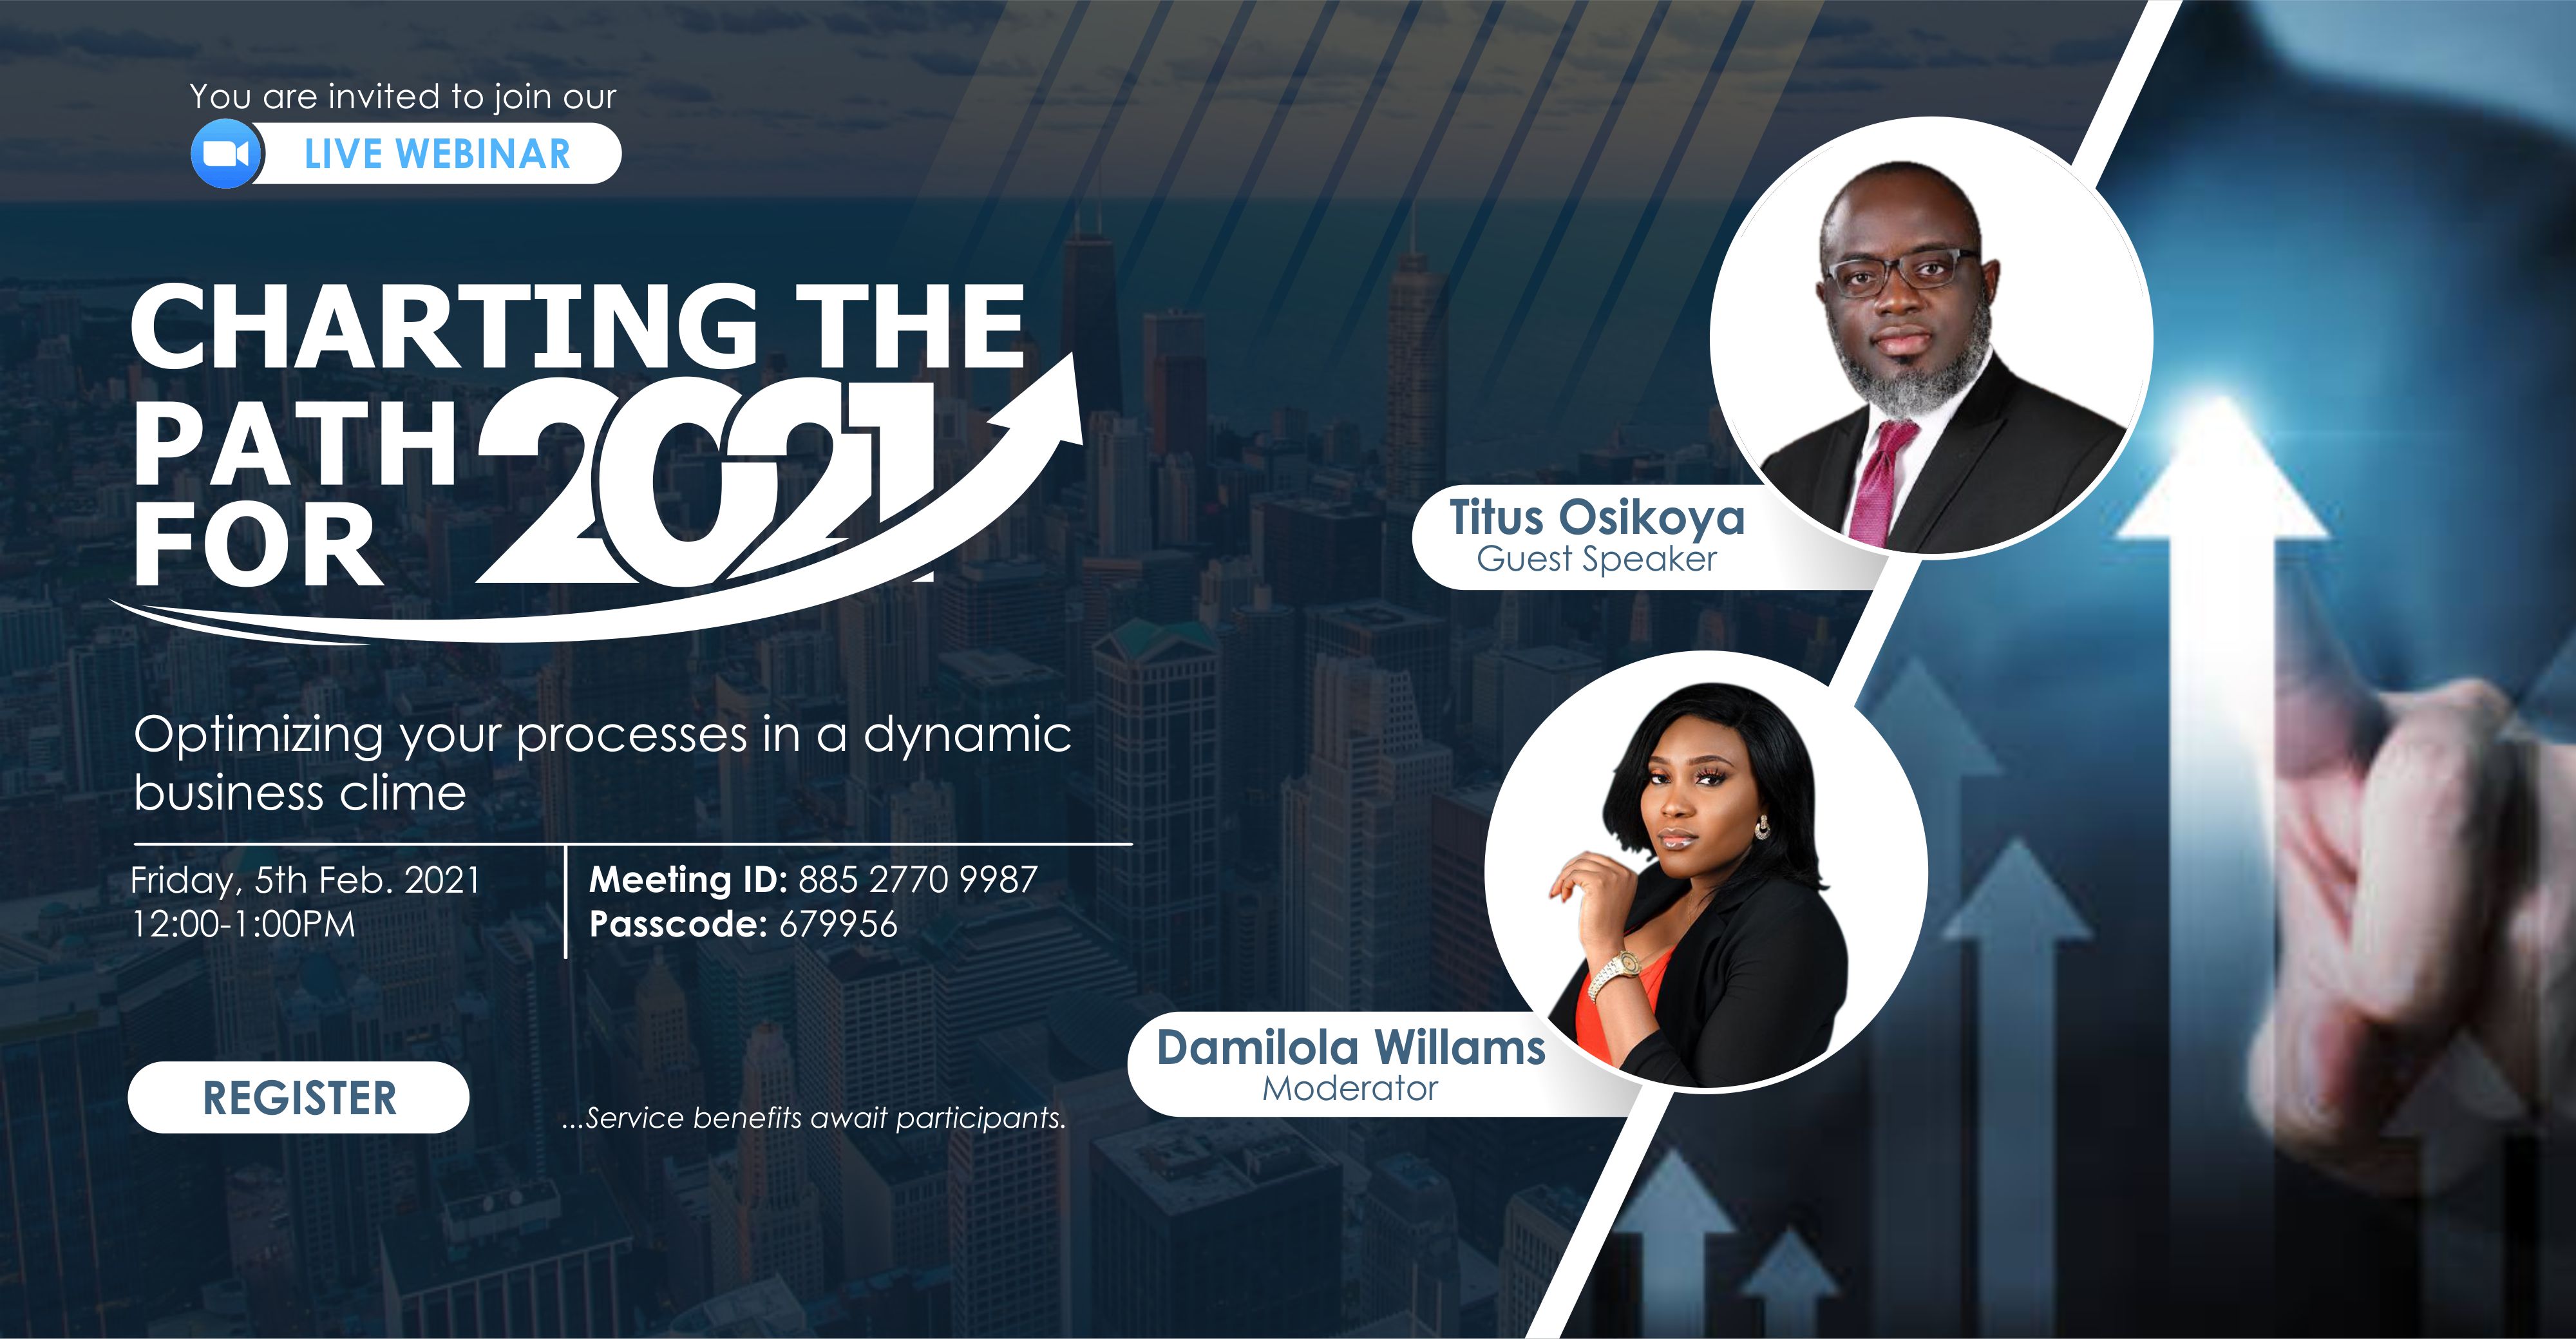 You are invited to join our
LIVE WEBINAR
CHARTING THE
PATH 2021
FOR
Optimizing your processes in a dynamic
business clime
Friday, 5th Feb. 2021
12:00-1:00PM
Meeting ID: 885 2770 9987
Passcode: 679956
REGISTER
...Service benefits await participants.
Titus Osikoya
Guest Speaker
Damilola Willams
Moderator